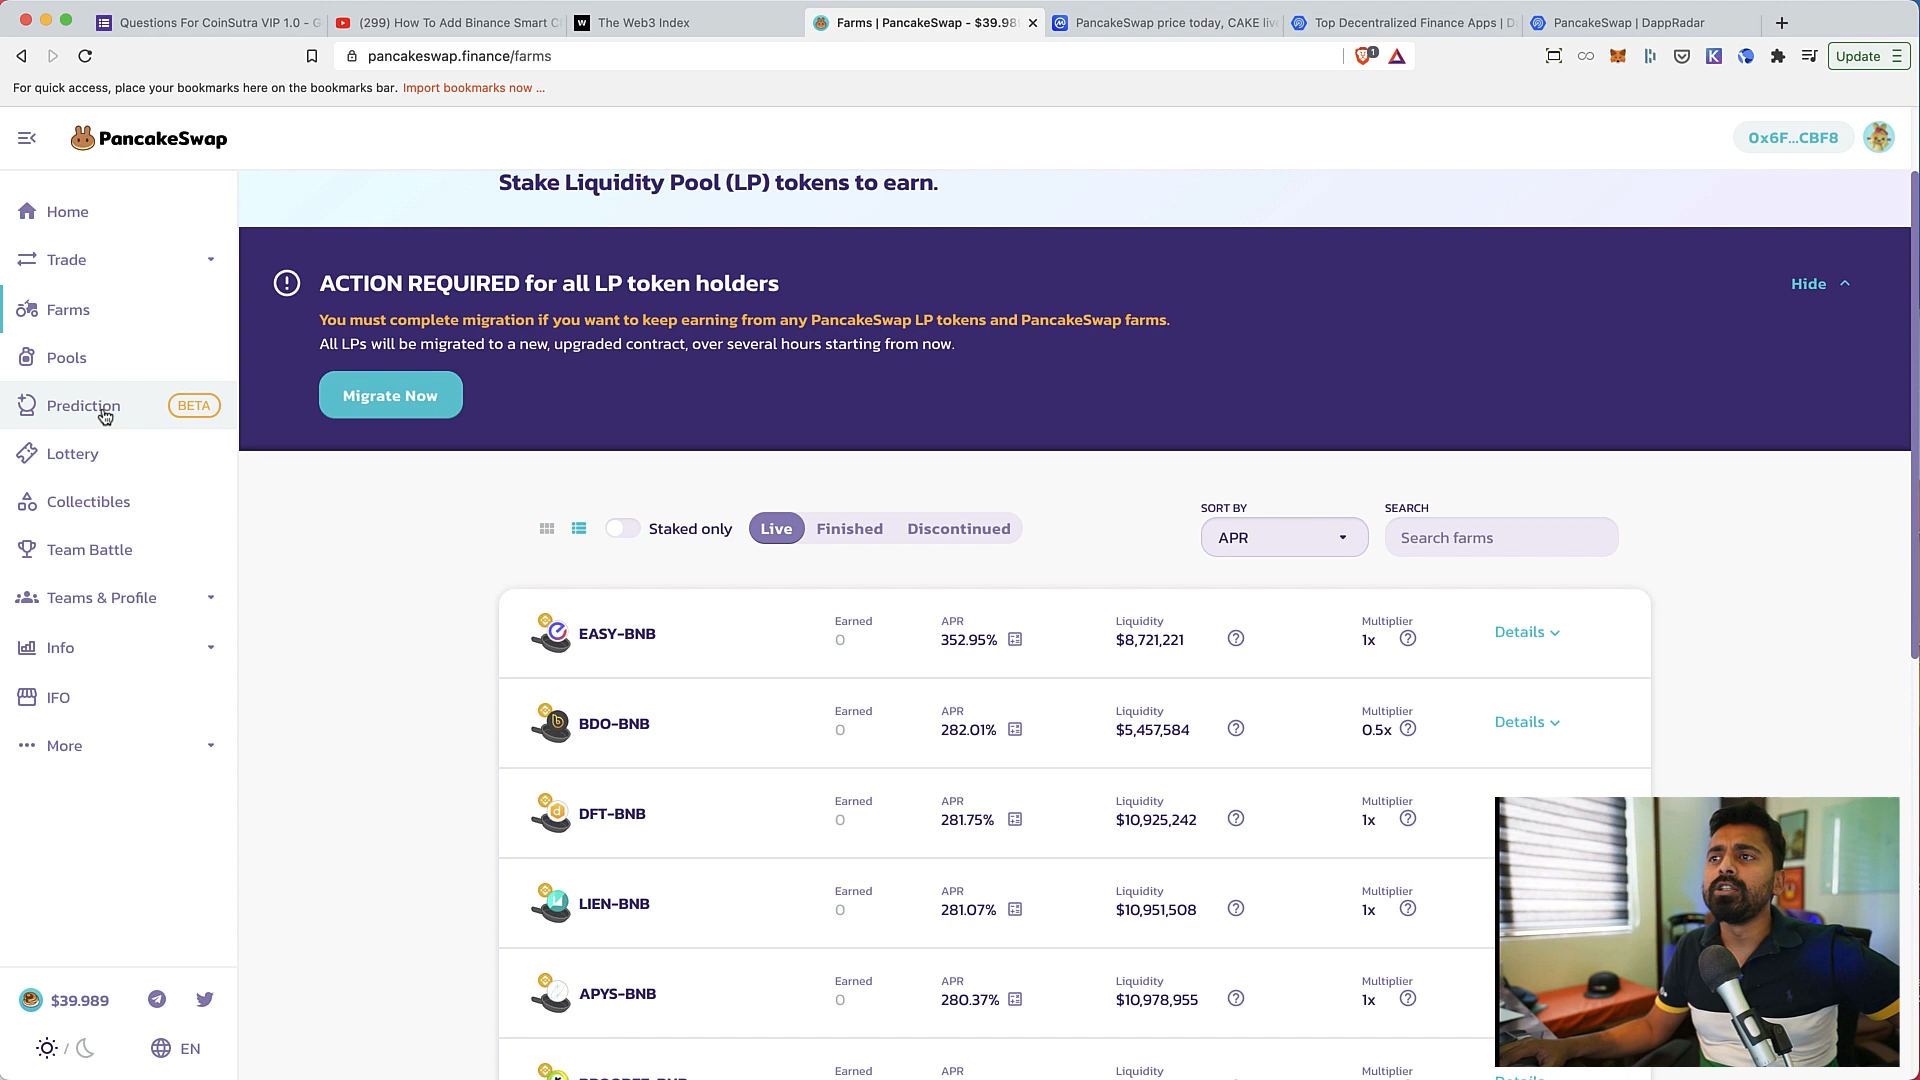 Questions For CoinSutra VIP 1.0 - G
(299) How To Add Binance Smart C
W The Web3 Index
Farms | PancakeSwap - $39.98
PancakeSwap price today, CAKE liv
Top Decentralized Finance Apps | D
PancakeSwap | DappRadar
pancakeswap.finance/farms
1
K
Update
For quick access, place your bookmarks here on the bookmarks bar. Import bookmarks now ...
PancakeSwap
0x6F...CBF8
Home
Trade
Farms
Pools
Prediction BETA
Lottery
Collectibles
Team Battle
Teams & Profile
Info
IFO
More
$39.989
/
EN
Stake Liquidity Pool (LP) tokens to earn.
ACTION REQUIRED for all LP token holders
Hide
You must complete migration if you want to keep earning from any PancakeSwap LP tokens and PancakeSwap farms.
All LPs will be migrated to a new, upgraded contract, over several hours starting from now.
Migrate Now
Staked only
Live Finished Discontinued
SORT BY
APR
SEARCH
Search farms
EASY-BNB
Earned
0
APR
352.95%
Liquidity
$8,721,221
Multiplier
1x
Details
BDO-BNB
Earned
0
APR
282.01%
Liquidity
$5,457,584
Multiplier
0.5x
Details
DFT-BNB
Earned
0
APR
281.75%
Liquidity
$10,925,242
Multiplier
1x
LIEN-BNB
Earned
0
APR
281.07%
Liquidity
$10,951,508
Multiplier
1x
APYS-BNB
Earned
0
APR
280.37%
Liquidity
$10,978,955
Multiplier
1x
Earned
APR
Liquidity
Multiplier